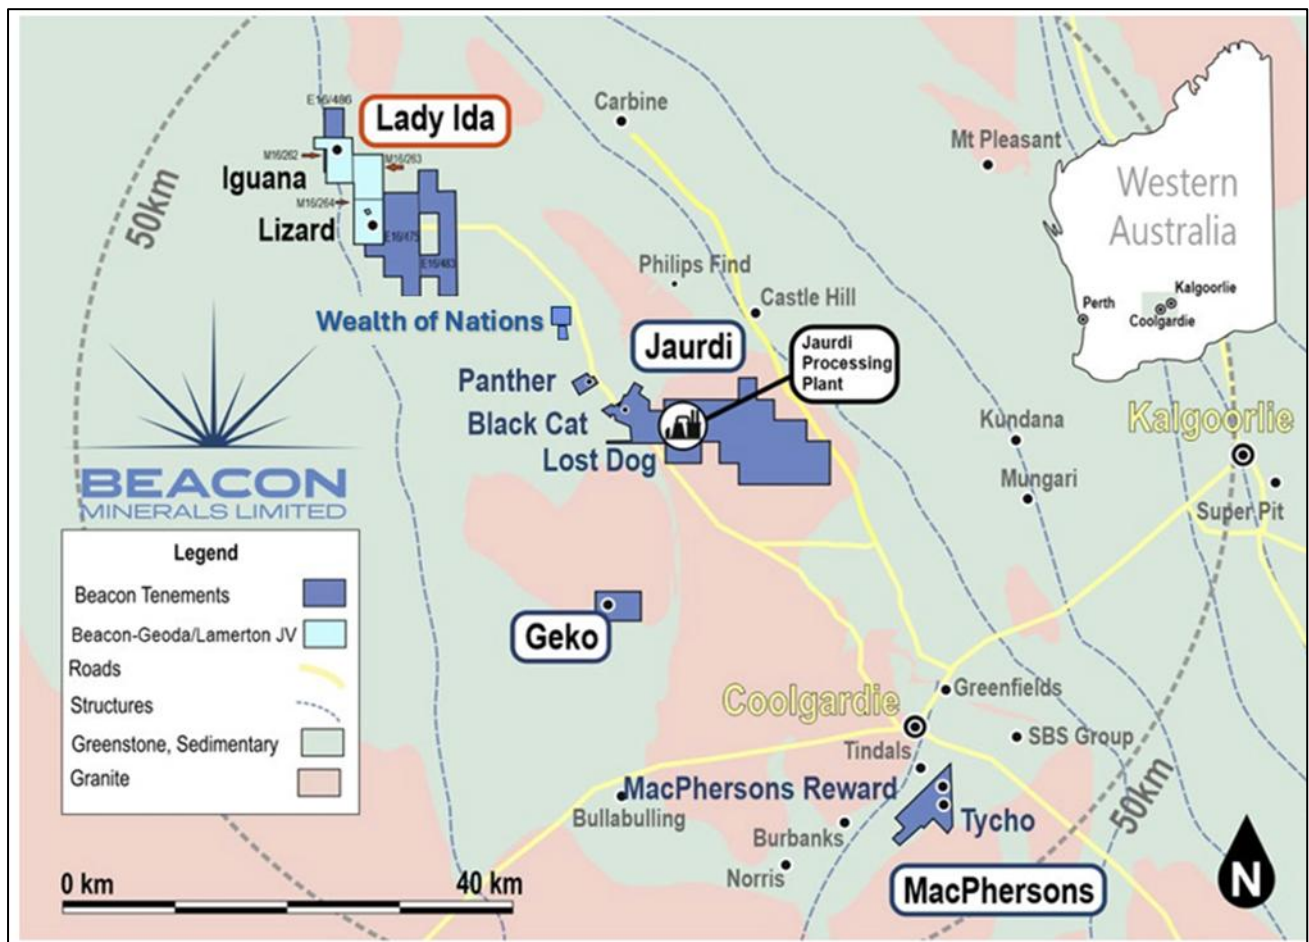 E16/486
Lady Ida
Carbine
Mt Pleasant
M16/262
M16/263
Iguana
M16/264
Lizard
E16/475
E16/483
50km
Western
Australia
Kalgoorlie
Perth
Coolgardie
Philips Find
Castle Hill
Wealth of Nations
Jaurdi
Jaurdi
Processing
Plant
Panther
Black Cat
Lost Dog
Kundana
Kalgoorlie
Mungari
Super Pit
BEACON
MINERALS LIMITED
Legend
Beacon Tenements
Beacon-Geoda/Lamerton JV
Roads
Structures
Greenstone, Sedimentary
Granite
Geko
Coolgardie
Greenfields
SBS Group
Tindals
MacPhersons Reward
Bullabulling
Tycho
Burbanks
Norris
50km
MacPhersons
0 km
40 km
N